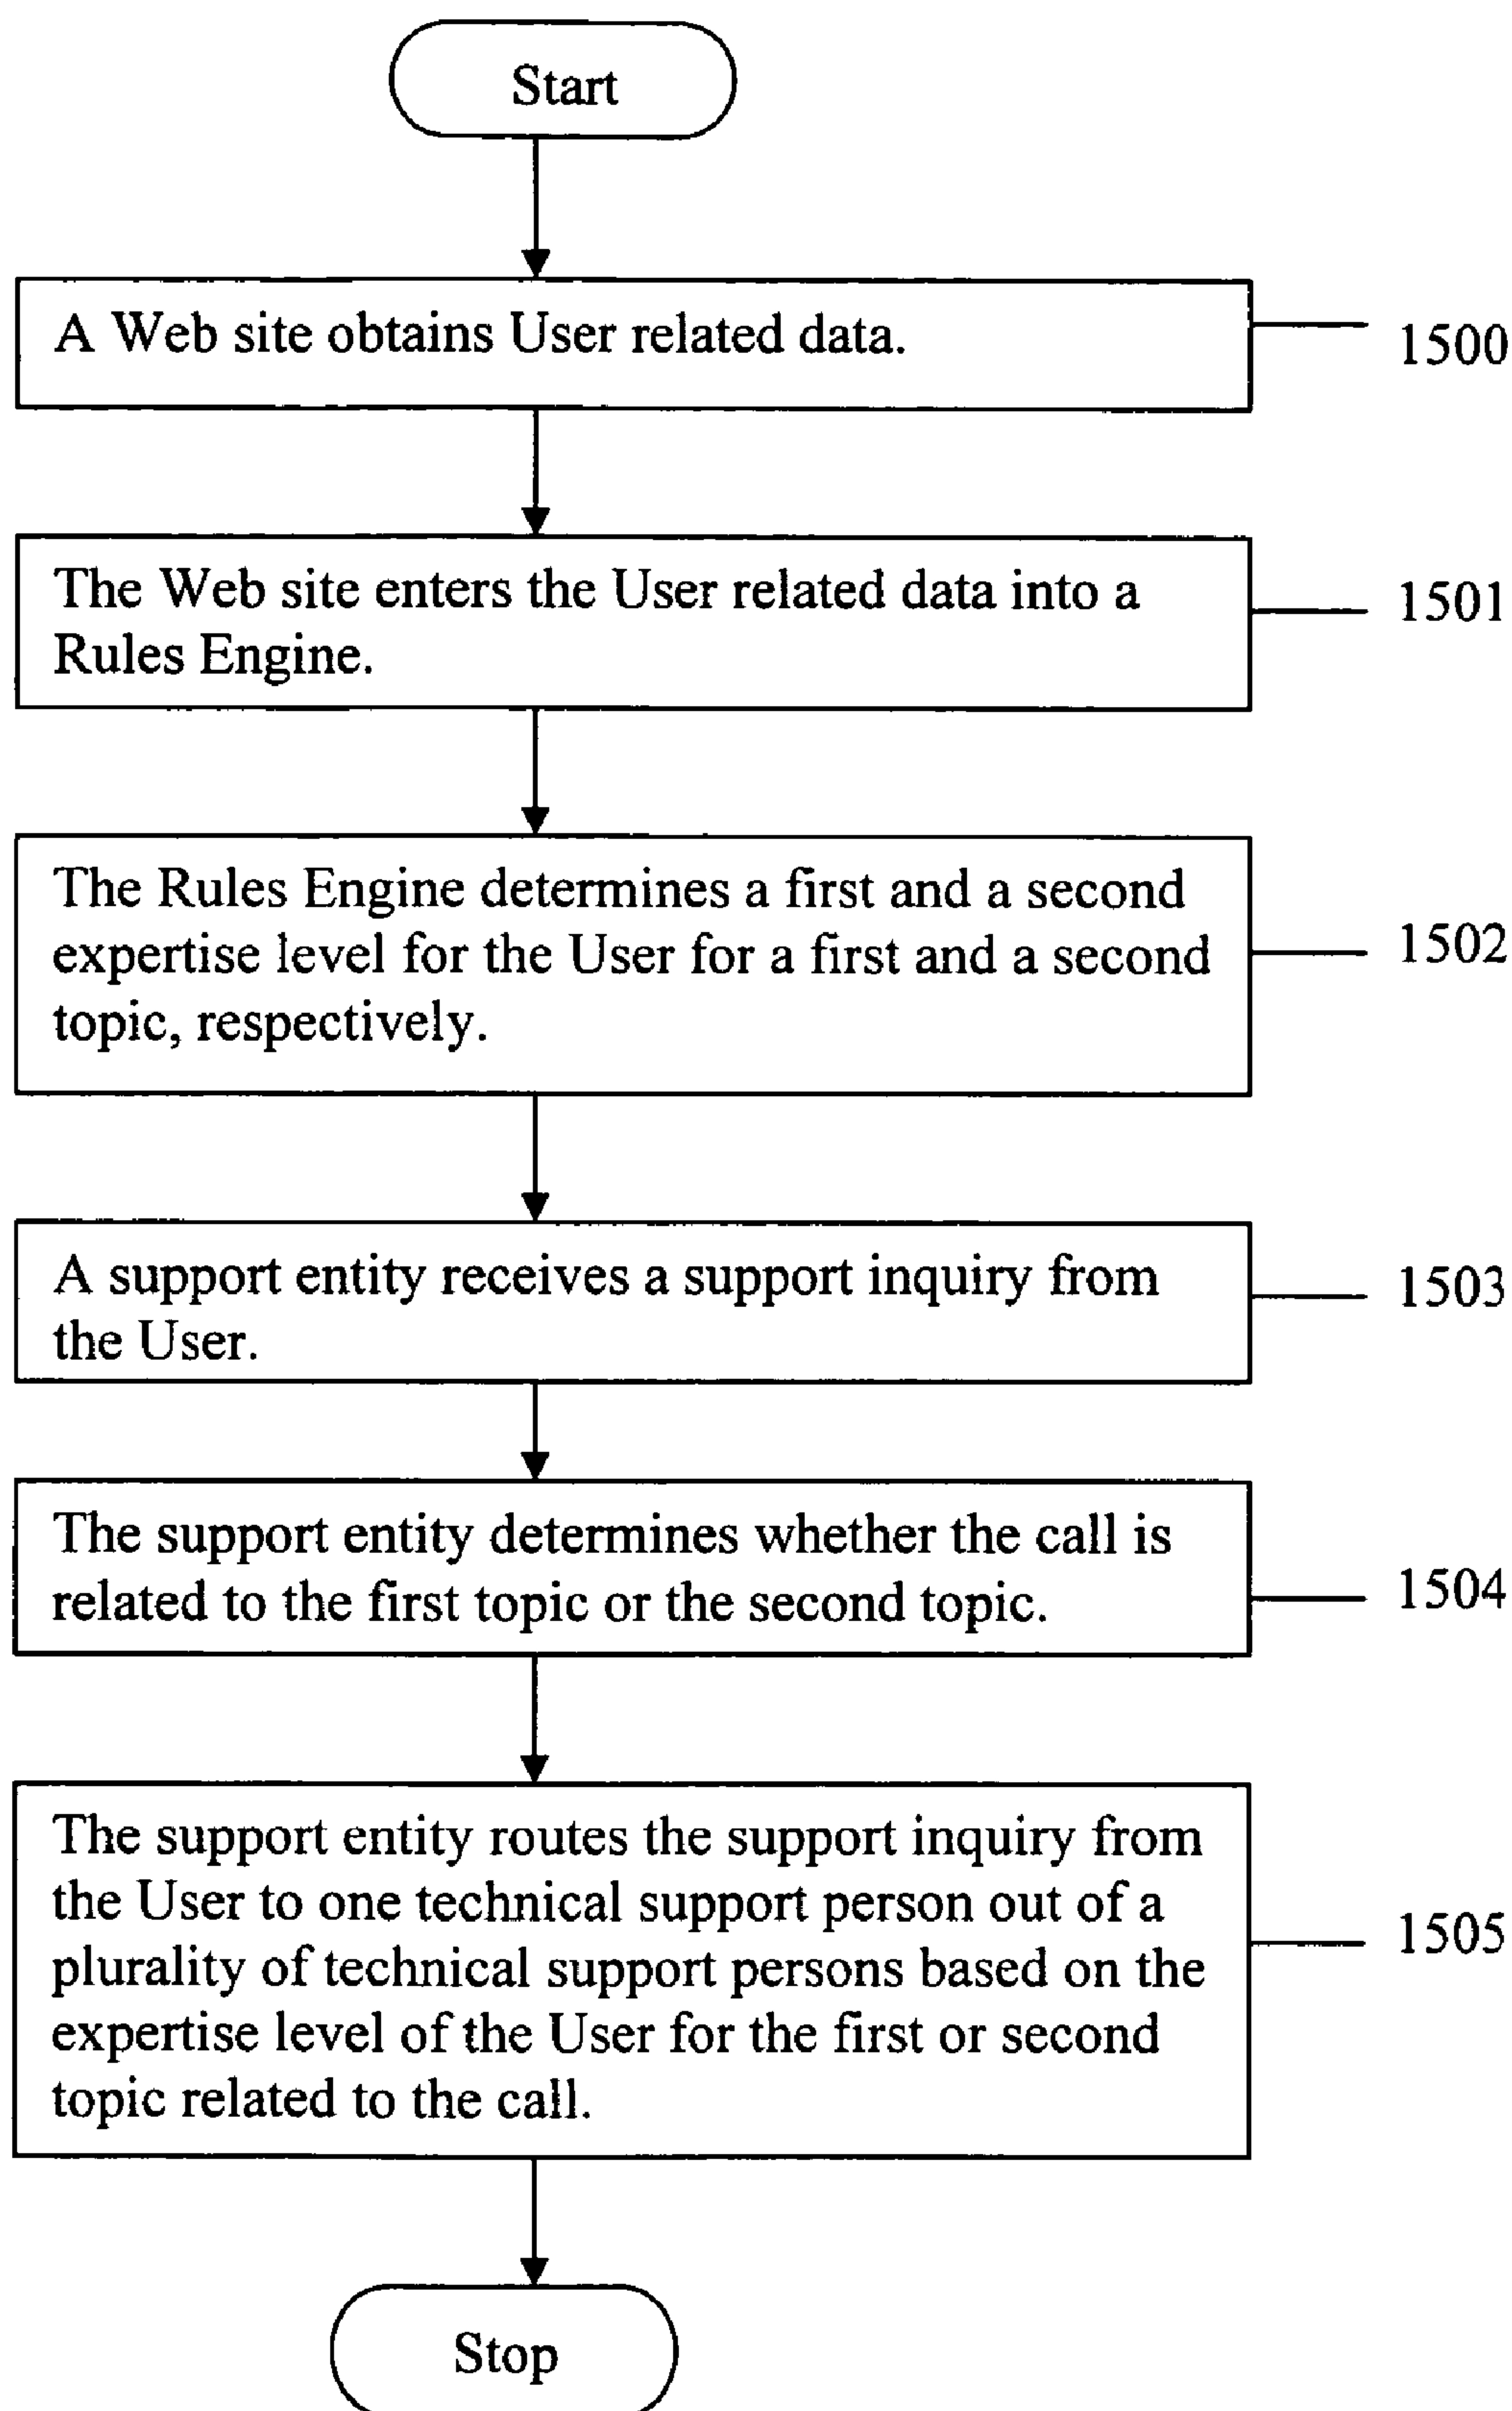 Start
A Web site obtains User related data.
1500
The Web site enters the User related data into a
Rules Engine.
1501
The Rules Engine determines a first and a second
expertise level for the User for a first and a second
topic, respectively.
1502
A support entity receives a support inquiry from
the User.
1503
The support entity determines whether the call is
related to the first topic or the second topic.
1504
The support entity routes the support inquiry from
the User to one technical support person out of a
plurality of technical support persons based on the
expertise level of the User for the first or second
topic related to the call.
1505
Stop